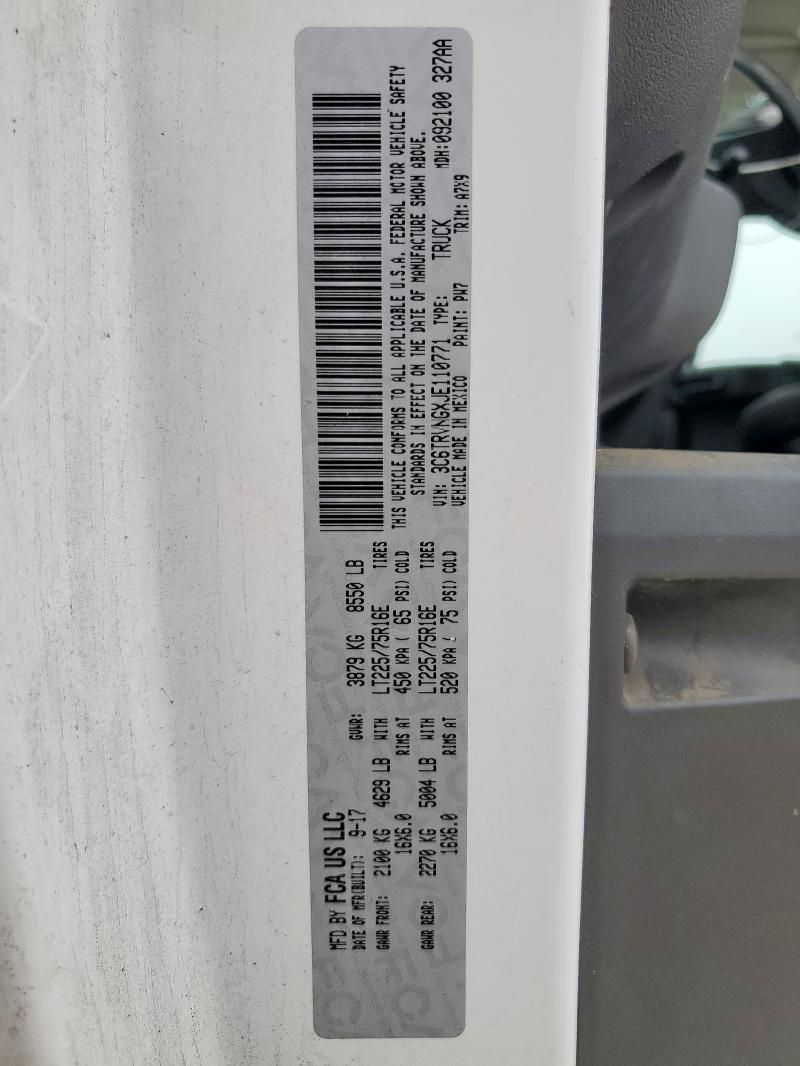 MFD BY FCA US LLC
DATE OF MFR(BUILT): 9-17 GVWR: 3879 KG 8550 LB
GAWR FRONT: 2100 KG 4629 LB WITH LT225/75R16E TIRES
16X6.0 RIMS AT 450 KPA ( 65 PSI) COLD
GAWR REAR: 2270 KG 5004 LB WITH LT225/75R16E TIRES
16X6.0 RIMS AT 520 KPA ( 75 PSI) COLD
THIS VEHICLE CONFORMS TO ALL APPLICABLE U.S.A. FEDERAL MOTOR VEHICLE SAFETY
STANDARDS IN EFFECT ON THE DATE OF MANUFACTURE SHOWN ABOVE.
VIN: 3C6TRVNGXJE110771 TYPE: TRUCK MDH:092100 327AA
VEHICLE MADE IN MEXICO PAINT: PW7 TRIM: A7X9